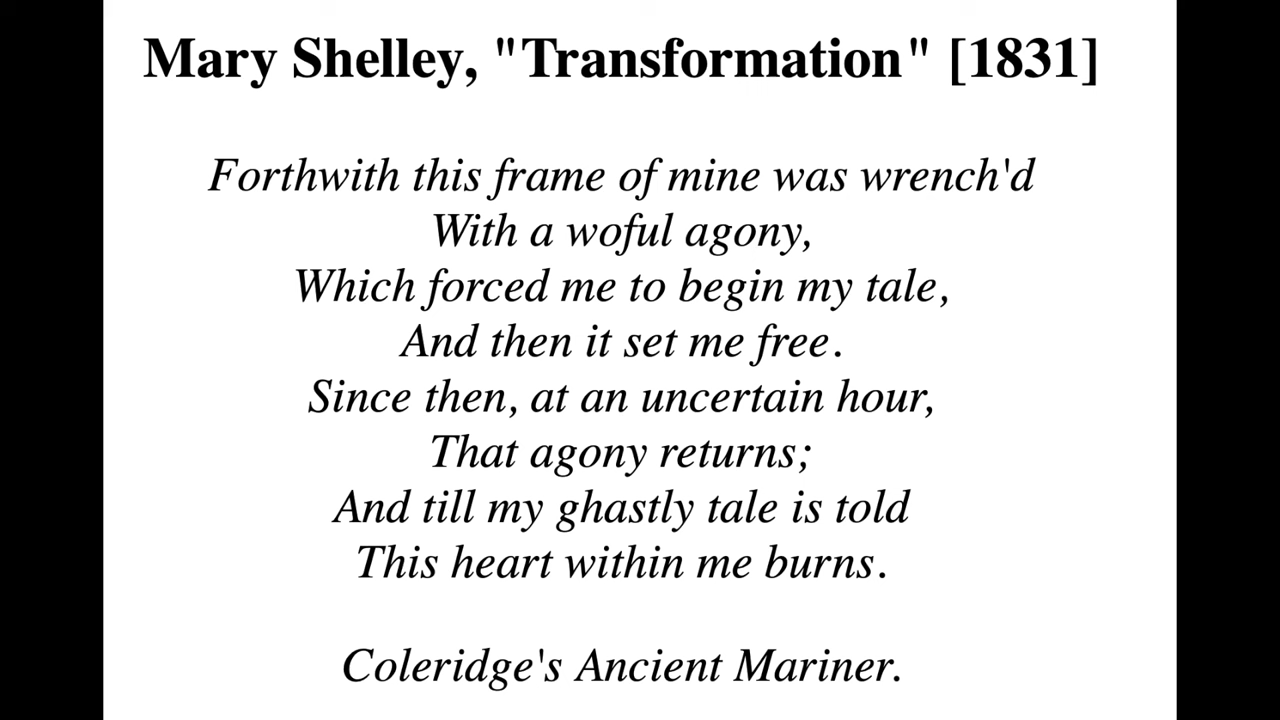 Mary Shelley, "Transformation" [1831]
Forthwith this frame of mine was wrench'd
With a woful agony,
Which forced me to begin my tale,
And then it set me free.
Since then, at an uncertain hour,
That agony returns;
And till my ghastly tale is told
This heart within me burns.
Coleridge's Ancient Mariner.